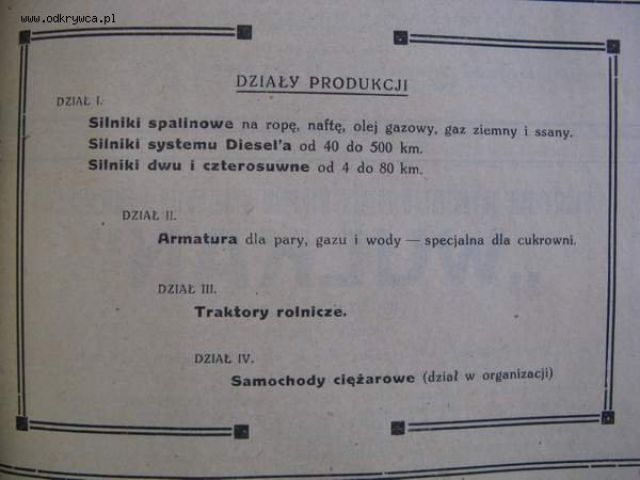 www.odkrywca.pl
DZIAŁY PRODUKCJI
DZIAŁ I.
Silniki spalinowe na ropę, naftę, olej gazowy, gaz ziemny i ssany.
Silniki systemu Diesel'a od 40 do 500 km.
Silniki dwu i czterosuwne od 4 do 80 km.
DZIAŁ II.
Armatura dla pary, gazu i wody — specjalna dla cukrowni.
DZIAŁ III.
Traktory rolnicze.
DZIAŁ IV.
Samochody ciężarowe (dział w organizacji)